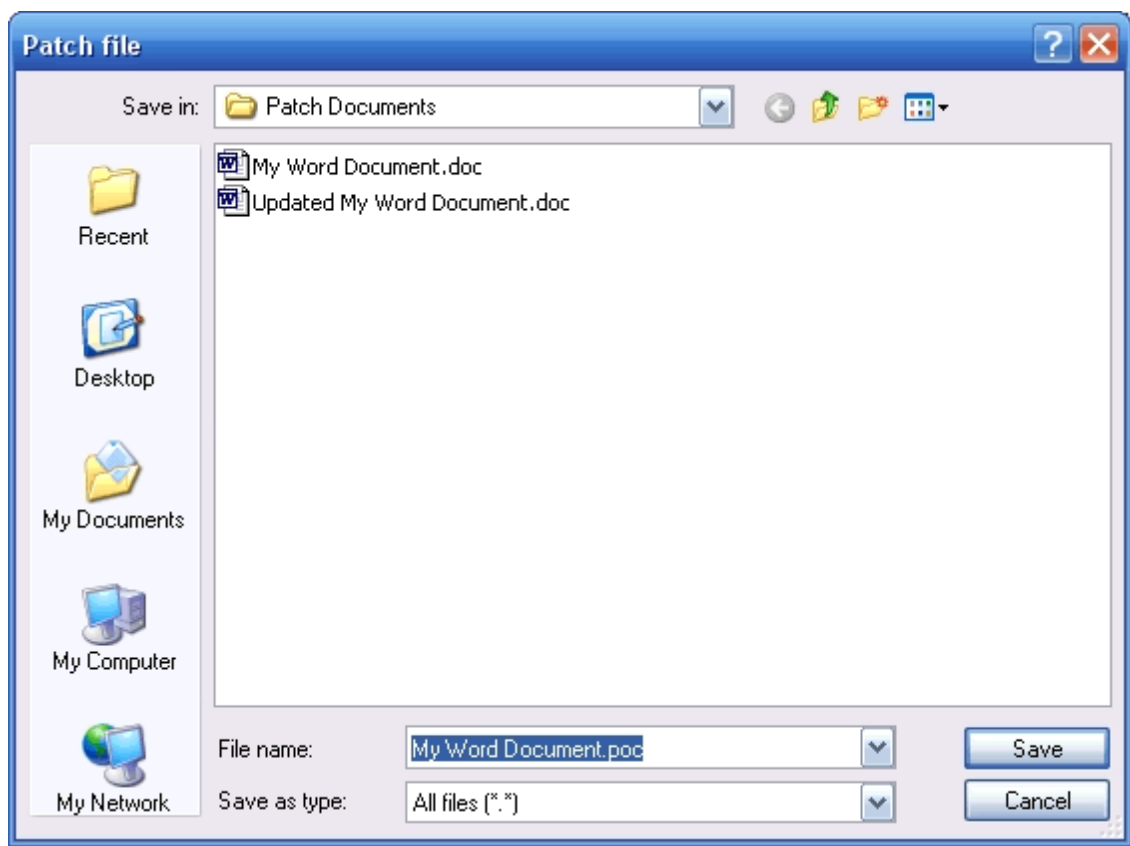 Patch file
Save in: Patch Documents
My Word Document.doc
Updated My Word Document.doc
Recent
Desktop
My Documents
My Computer
My Network
File name: My Word Document.poc Save
Save as type: All files (*.*) Cancel